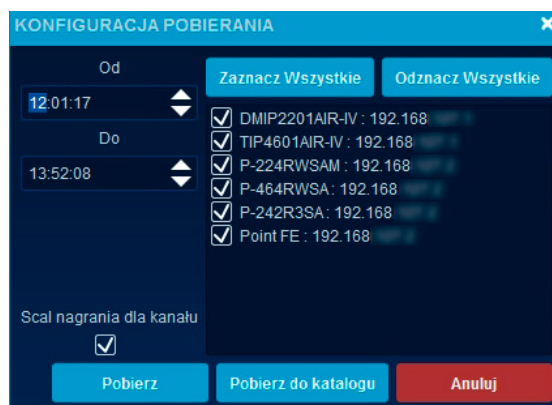 KONFIGURACJA POBIERANIA
Od
12:01:17
Do
13:52:08
Scal nagrania dla kanału
Zaznacz Wszystkie
Odznacz Wszystkie
DMIP2201AIR-IV : 192.168
TIP4601AIR-IV : 192.168
P-224RWSAM : 192.168
P-464RWSA : 192.168
P-242R3SA : 192.168
Point FE : 192.168
Pobierz
Pobierz do katalogu
Anuluj